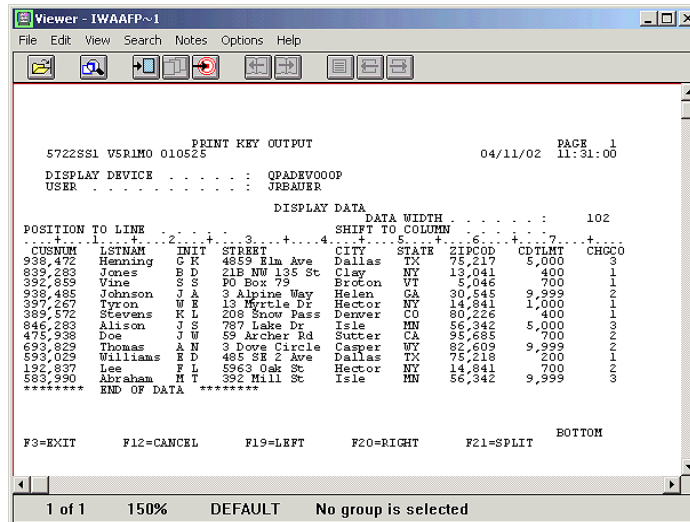 Viewer - IWAAFP~1
File Edit View Search Notes Options Help
PRINT KEY OUTPUT PAGE 1
5722SS1 V5R1M0 010525 04/11/02 11:31:00
DISPLAY DEVICE . . . . . : QPADEV000P
USER . . . . . . . . . . : JRBAUER
DISPLAY DATA
DATA WIDTH . . . . . . : 102
POSITION TO LINE . . . . . SHIFT TO COLUMN . . . . . .
....+....1....+....2....+....3....+....4....+....5....+....6....+....7....+....
CUSNUM LSTNAM INIT STREET CITY STATE ZIPCOD CDTLMT CHGCO
938,472 Henning G K 4859 Elm Ave Dallas TX 75,217 5,000 3
839,283 Jones B D 21B NW 135 St Clay NY 13,041 400 1
392,859 Vine S S PO Box 79 Broton VT 5,046 700 1
938,485 Johnson J A 3 Alpine Way Helen GA 30,545 9,999 2
397,267 Tyron W E 13 Myrtle Dr Hector NY 14,841 1,000 1
389,572 Stevens K L 208 Snow Pass Denver CO 80,226 400 1
846,283 Alison J S 787 Lake Dr Isle MN 56,342 5,000 3
475,938 Doe J W 59 Archer Rd Sutter CA 95,685 700 2
693,829 Thomas A N 3 Dove Circle Casper WY 82,609 9,999 2
593,029 Williams E D 485 SE 2 Ave Dallas TX 75,218 200 1
192,837 Lee F L 5963 Oak St Hector NY 14,841 700 2
583,990 Abraham M T 392 Mill St Isle MN 56,342 9,999 3
******** END OF DATA ********
BOTTOM
F3=EXIT F12=CANCEL F19=LEFT F20=RIGHT F21=SPLIT
1 of 1 150% DEFAULT No group is selected